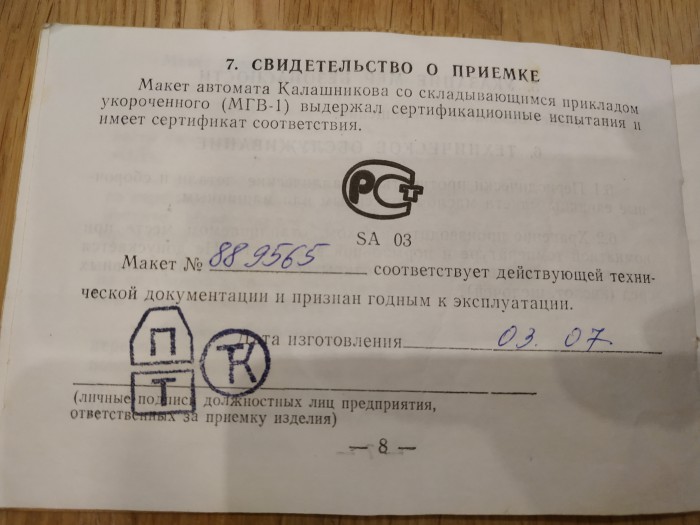 7. СВИДЕТЕЛЬСТВО О ПРИЕМКЕ
Макет автомата Калашникова со складывающимся прикладом
укороченного (МГВ-1) выдержал сертификационные испытания и
имеет сертификат соответствия.
РСТ
SA 03
Макет № 889565 соответствует действующей техни-
ческой документации и признан годным к эксплуатации.
Дата изготовления 03. 07.
П
Т
ТК
(личные подписи должностных лиц предприятия,
ответственных за приемку изделия)
— 8 —